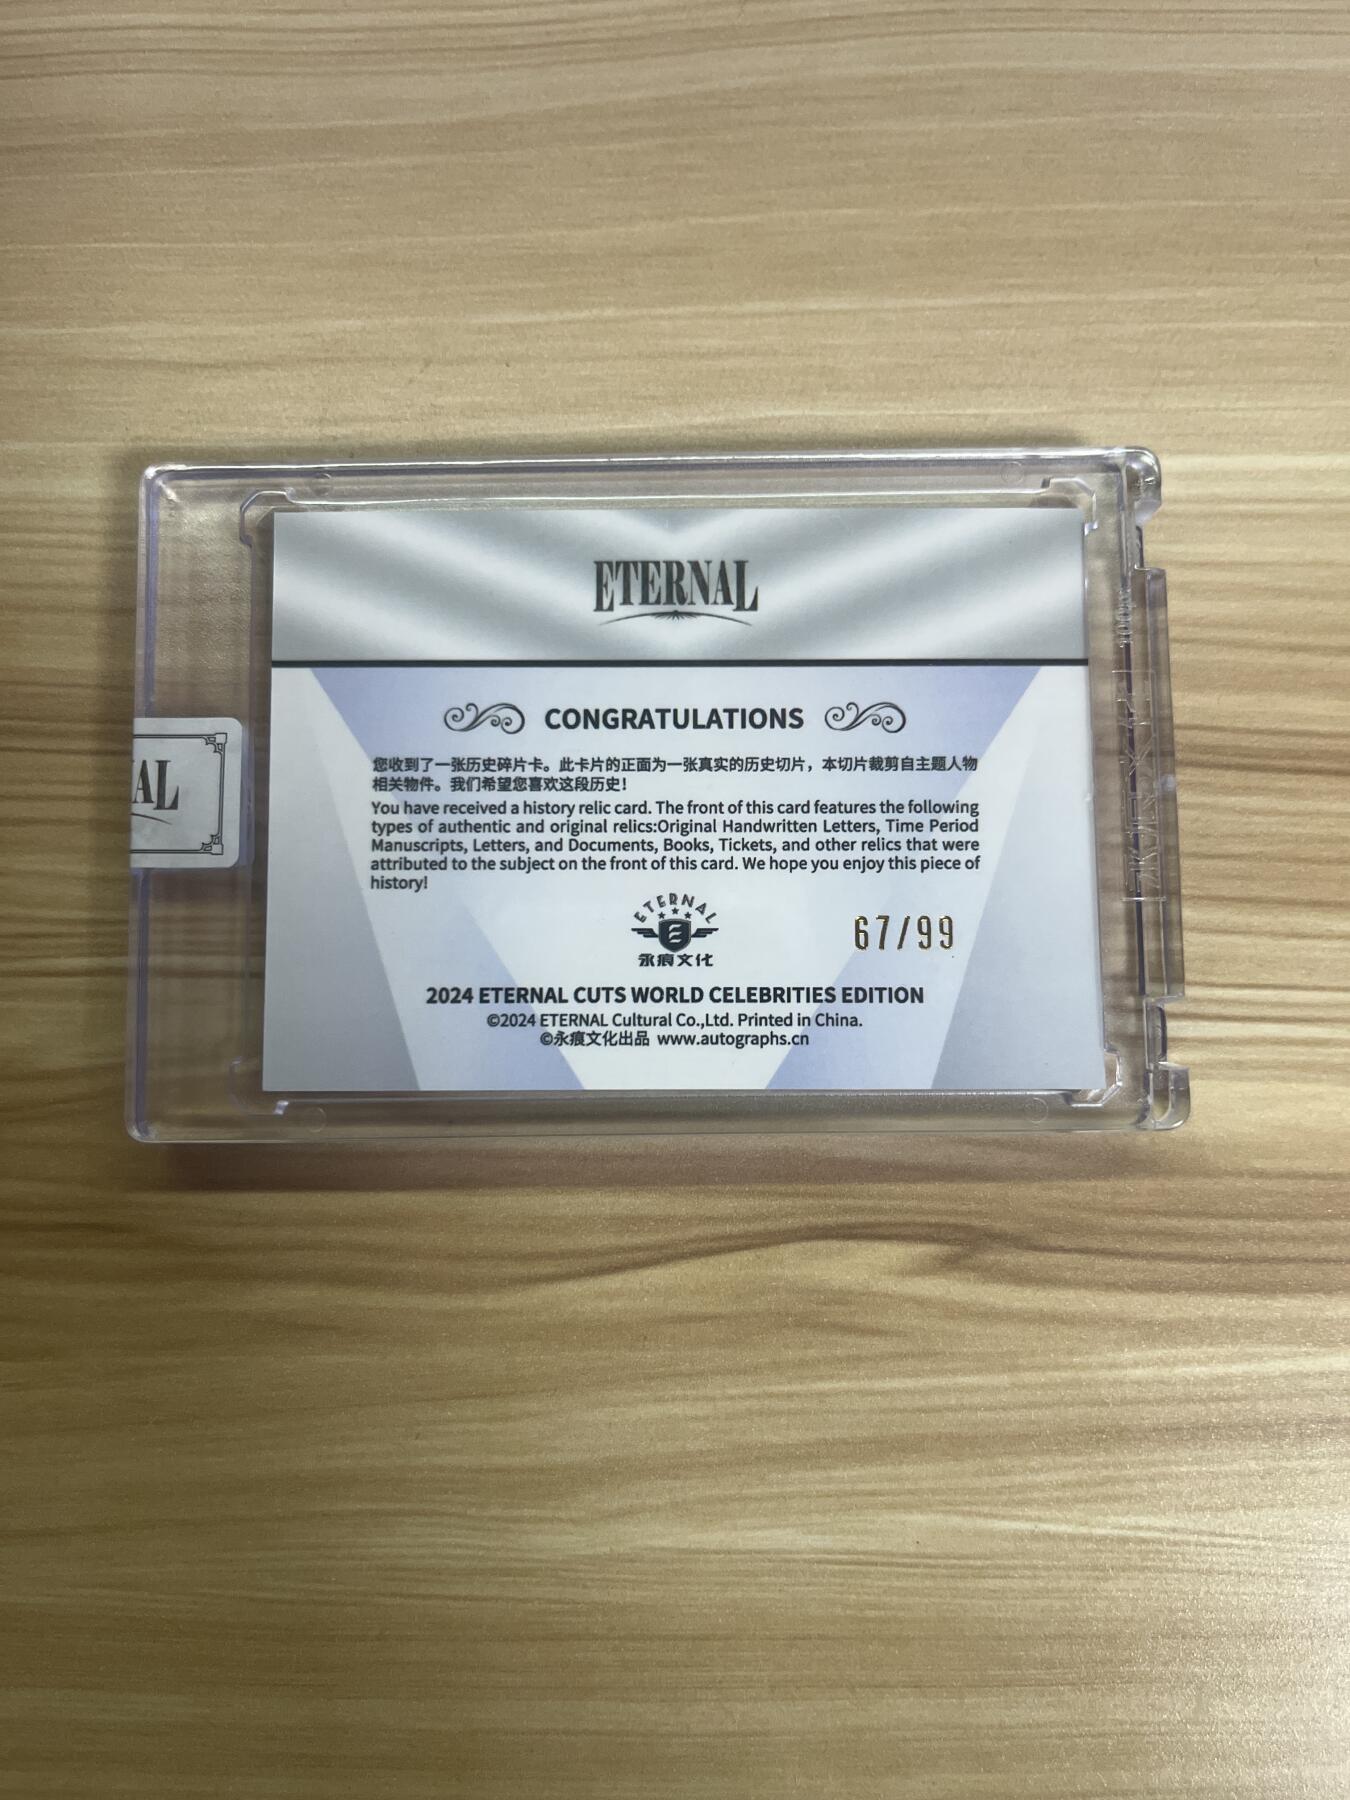 ETERNAL
CONGRATULATIONS
您收到了一张历史碎片卡。此卡片的正面为一张真实的历史切片，本切片裁剪自主题人物
相关物件。我们希望您喜欢这段历史！
You have received a history relic card. The front of this card features the following
types of authentic and original relics:Original Handwritten Letters, Time Period
Manuscripts, Letters, and Documents, Books, Tickets, and other relics that were
attributed to the subject on the front of this card. We hope you enjoy this piece of
history!
ETERNAL
永痕文化
67/99
2024 ETERNAL CUTS WORLD CELEBRITIES EDITION
©2024 ETERNAL Cultural Co.,Ltd. Printed in China.
©永痕文化出品 www.autographs.cn
AL